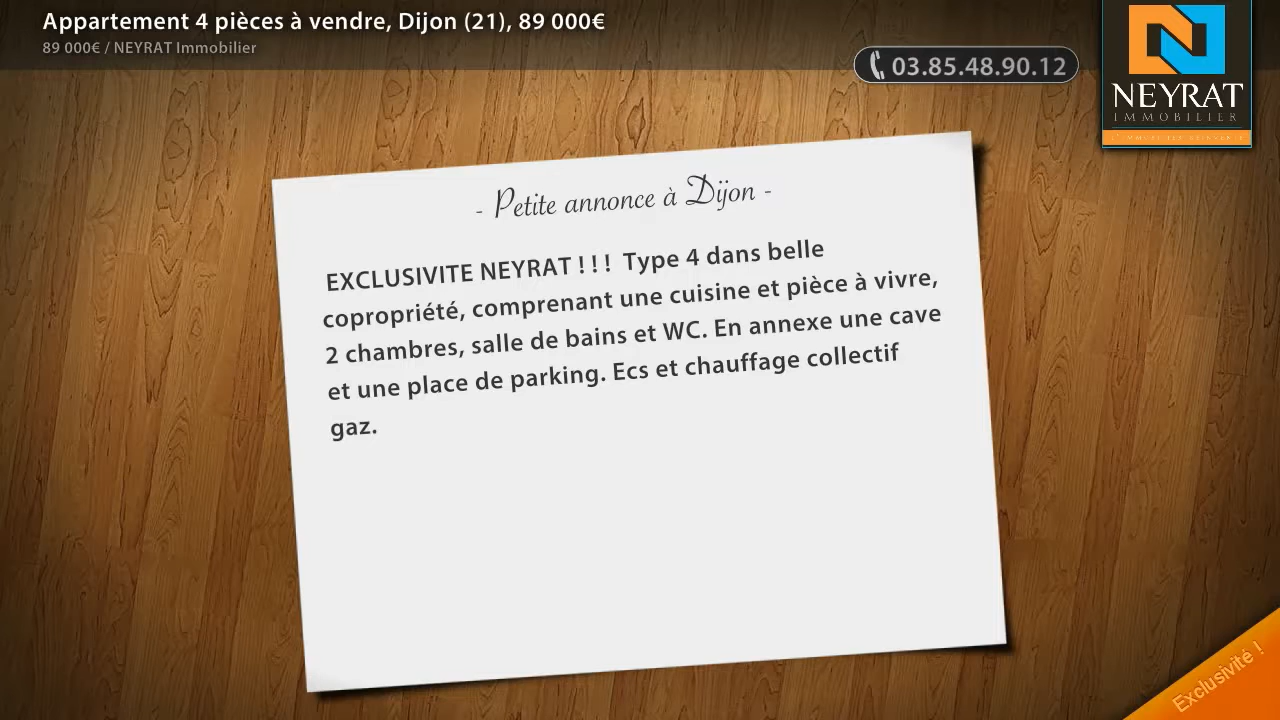 Appartement 4 pièces à vendre, Dijon (21), 89 000€
89 000€ / NEYRAT Immobilier
03.85.48.90.12
NEYRAT
IMMOBILIER
- Petite annonce à Dijon -
EXCLUSIVITE NEYRAT ! ! !  Type 4 dans belle
copropriété, comprenant une cuisine et pièce à vivre,
2 chambres, salle de bains et WC. En annexe une cave
et une place de parking. Ecs et chauffage collectif
gaz.
Exclusivité !